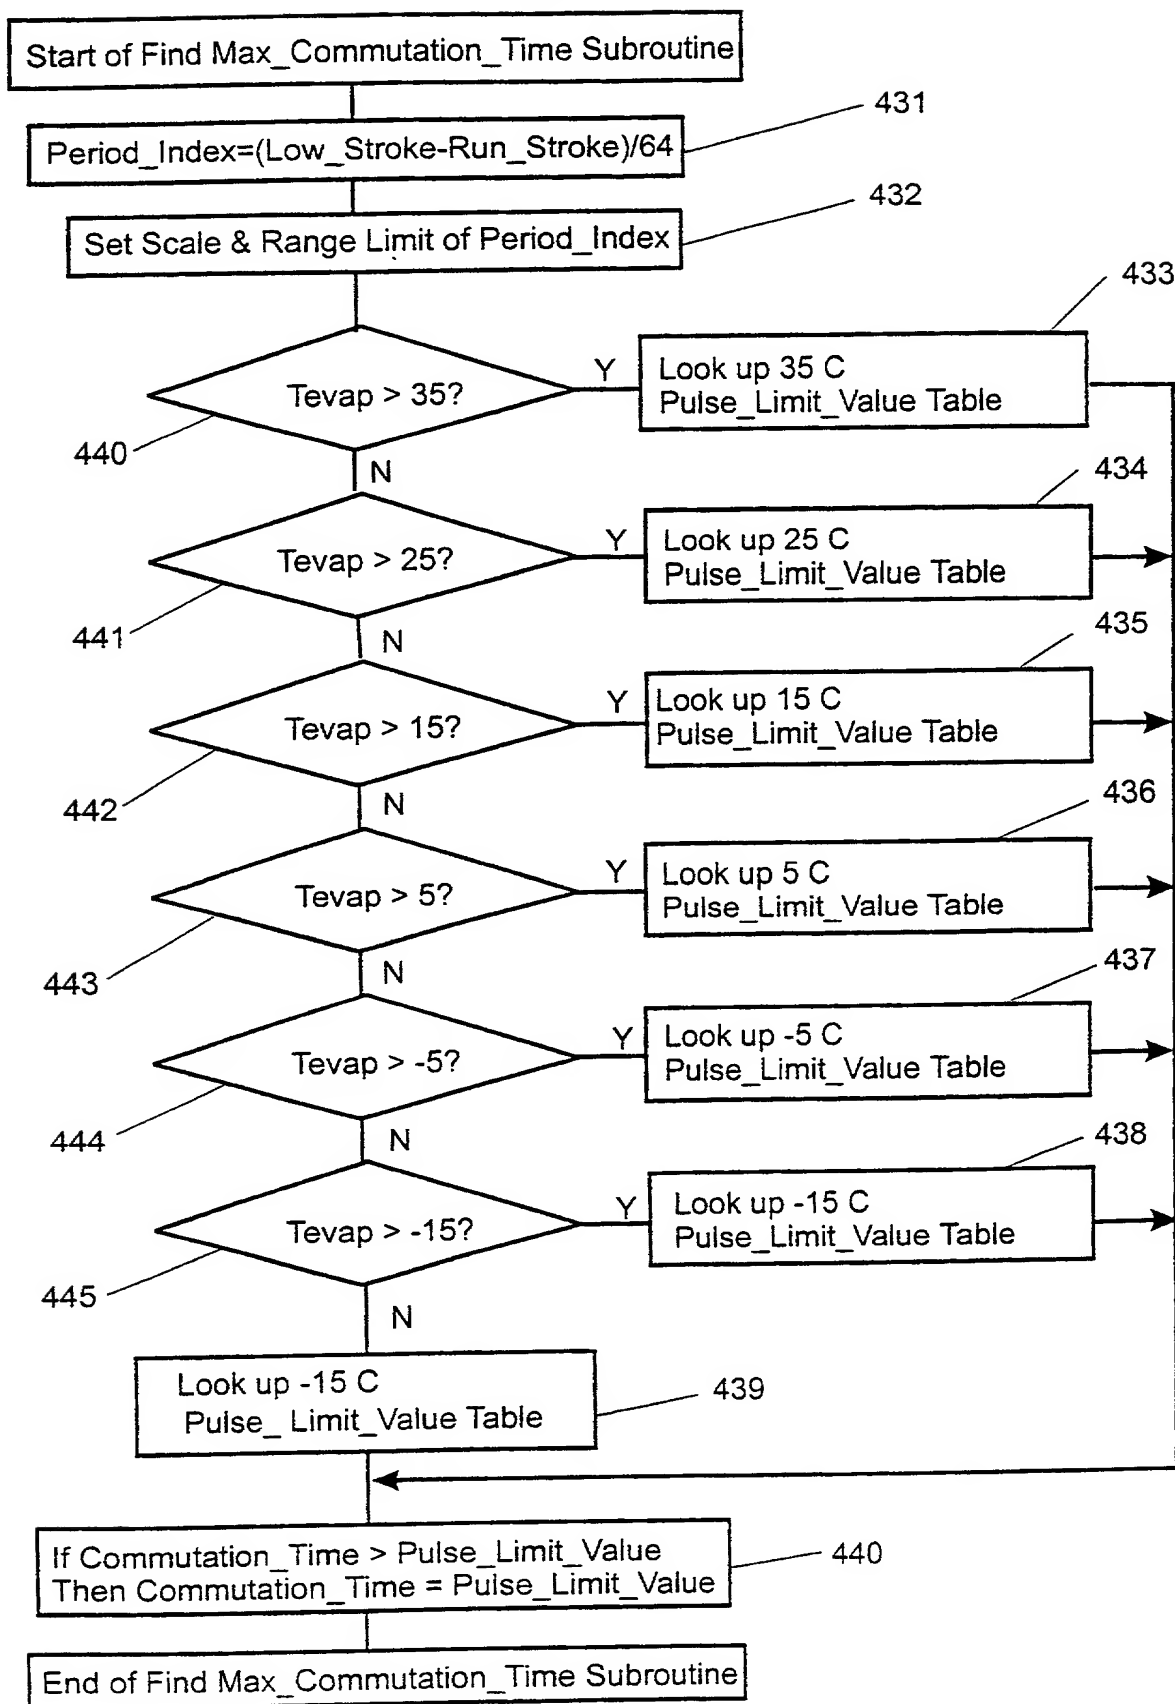 Start of Find Max_Commutation_Time Subroutine
431
Period_Index=(Low_Stroke-Run_Stroke)/64
432
Set Scale & Range Limit of Period_Index
433
Tevap > 35?
Y
Look up 35 C
Pulse_Limit_Value Table
440
N
434
Tevap > 25?
Y
Look up 25 C
Pulse_Limit_Value Table
441
N
435
Tevap > 15?
Y
Look up 15 C
Pulse_Limit_Value Table
442
N
436
Tevap > 5?
Y
Look up 5 C
Pulse_Limit_Value Table
443
N
437
Tevap > -5?
Y
Look up -5 C
Pulse_Limit_Value Table
444
N
438
Tevap > -15?
Y
Look up -15 C
Pulse_Limit_Value Table
445
N
Look up -15 C
Pulse_ Limit_Value Table
439
If Commutation_Time > Pulse_Limit_Value
Then Commutation_Time = Pulse_Limit_Value
440
End of Find Max_Commutation_Time Subroutine